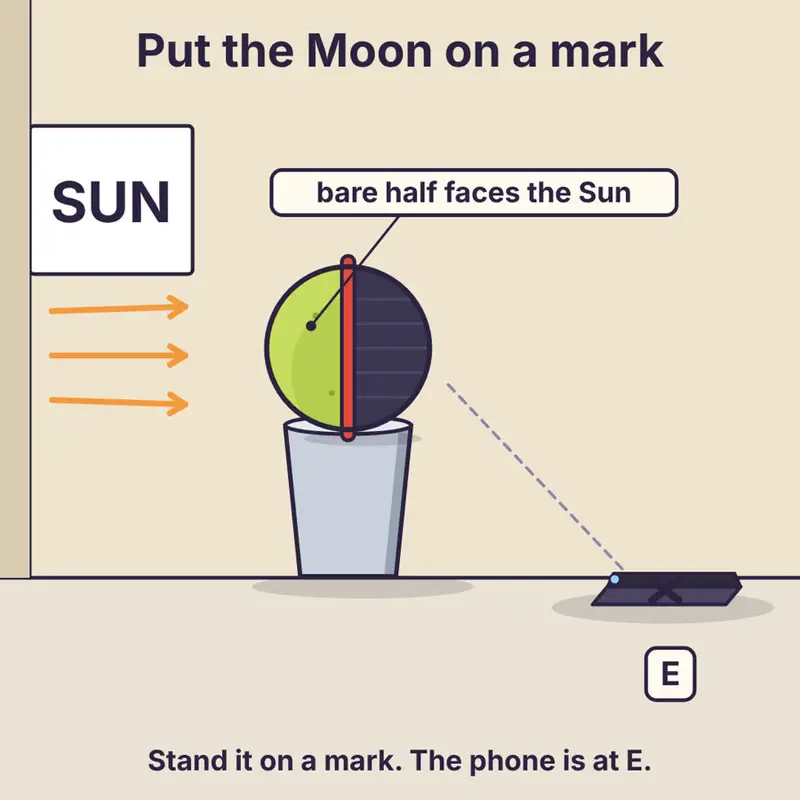 Put the Moon on a mark
SUN
bare half faces the Sun
E
Stand it on a mark. The phone is at E.